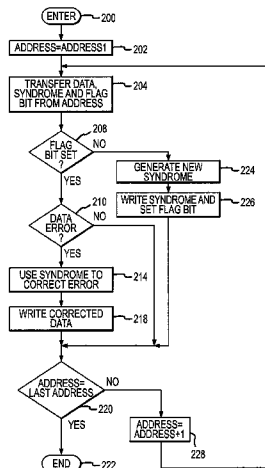 ENTER
200
ADDRESS=ADDRESS1
202
TRANSFER DATA,
SYNDROME AND FLAG
BIT FROM ADDRESS
204
208
FLAG
BIT SET
?
NO
YES
GENERATE NEW
SYNDROME
224
WRITE SYNDROME AND
SET FLAG BIT
226
210
DATA
ERROR
?
NO
YES
USE SYNDROME TO
CORRECT ERROR
214
WRITE CORRECTED
DATA
218
ADDRESS=
LAST ADDRESS
NO
220
YES
ADDRESS=
ADDRESS+1
228
END
222